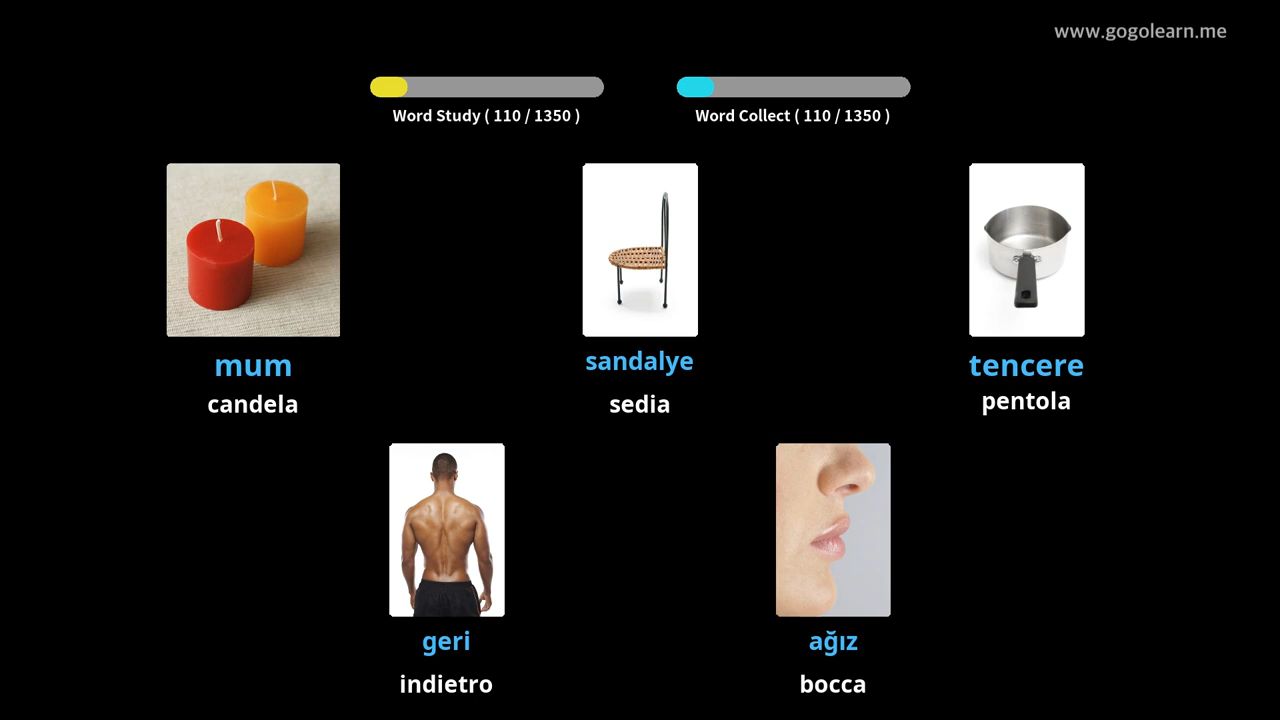 www.gogolearn.me
Word Study ( 110 / 1350 )
Word Collect ( 110 / 1350 )
mum
candela
sandalye
sedia
tencere
pentola
geri
indietro
ağız
bocca